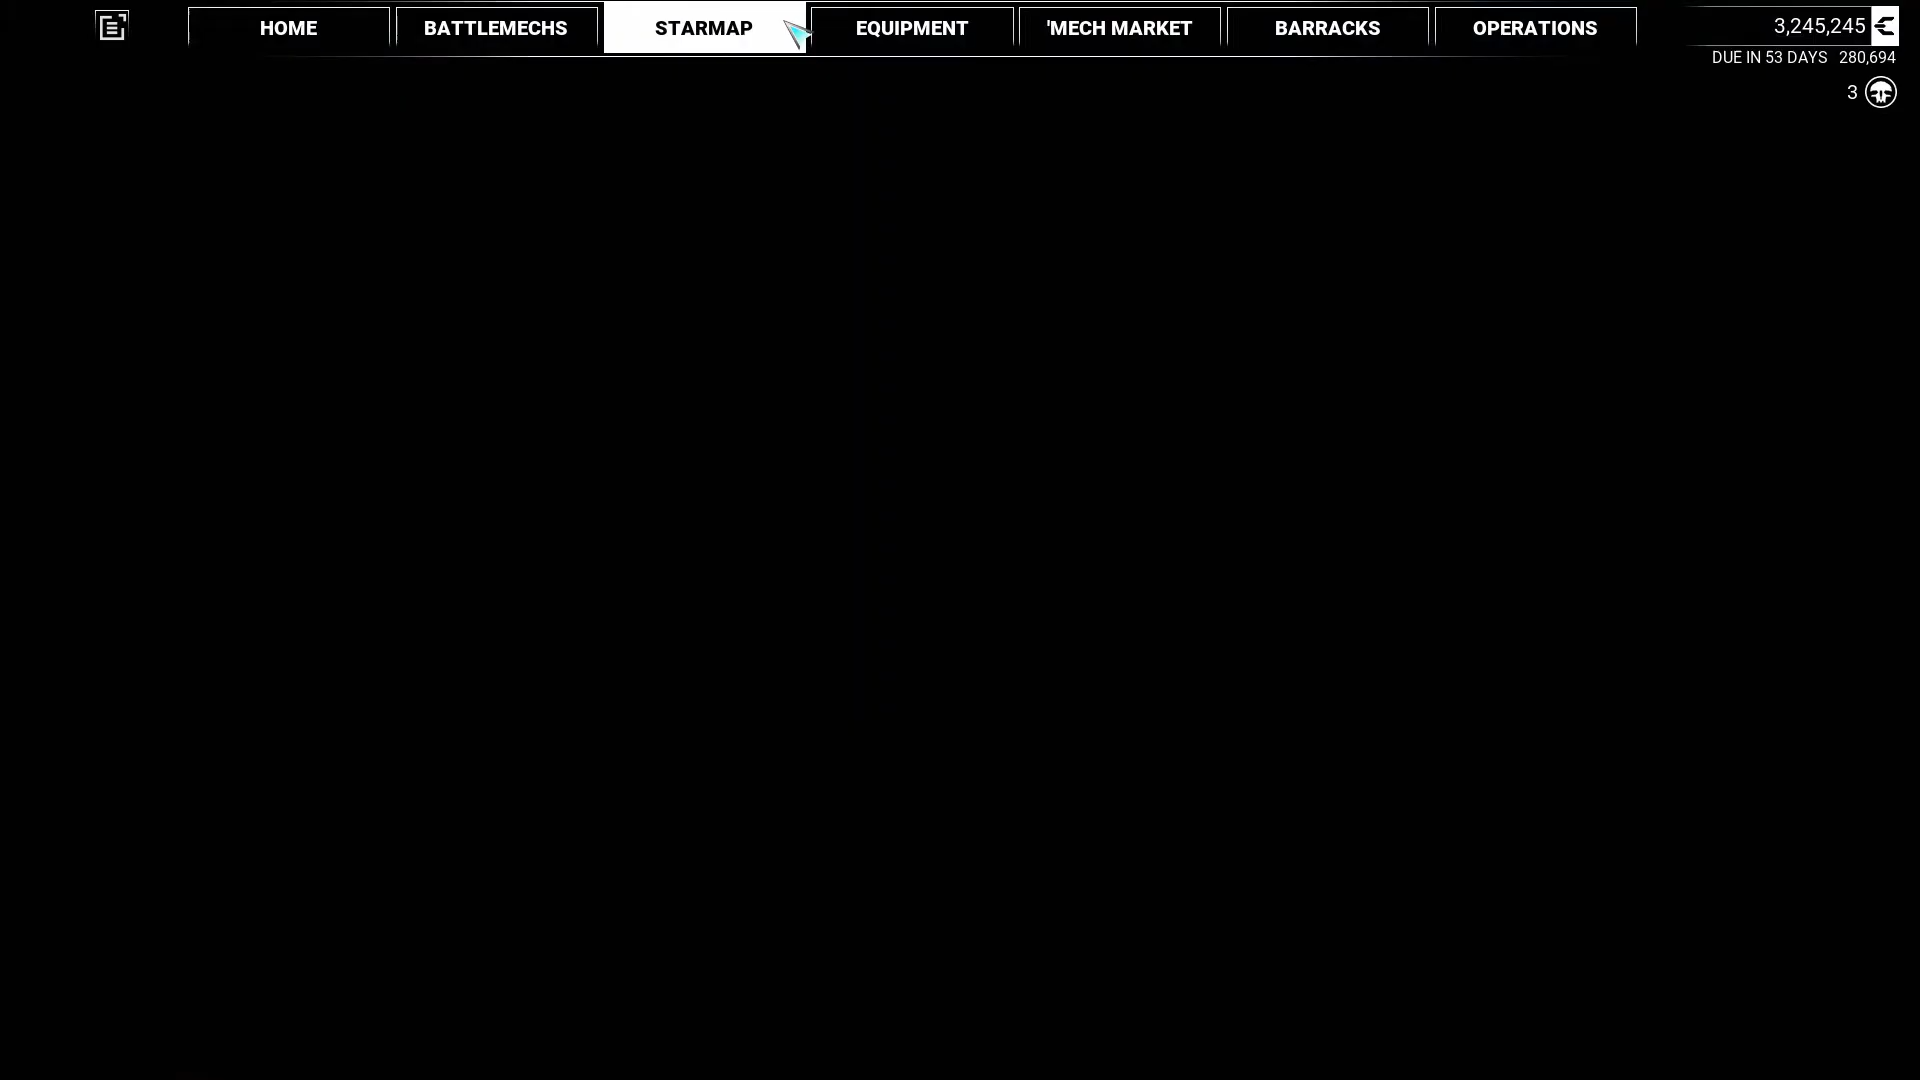 HOME
BATTLEMECHS
STARMAP
EQUIPMENT
'MECH MARKET
BARRACKS
OPERATIONS
3,245,245
DUE IN 53 DAYS 280,694
3